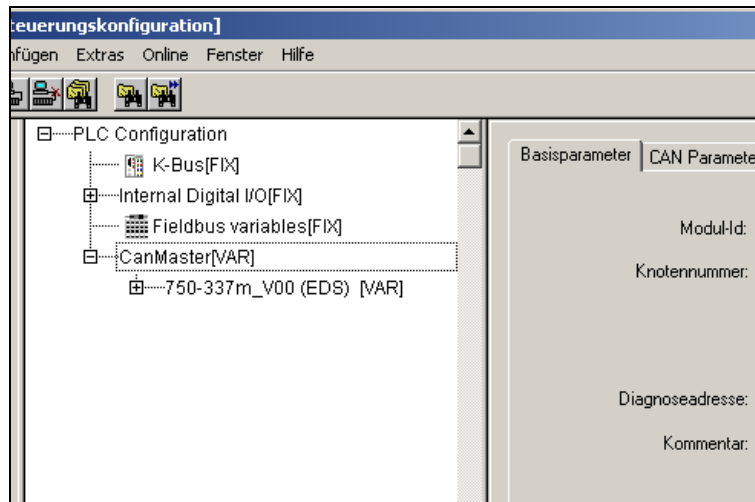 teuerungskonfiguration]
nfügen Extras Online Fenster Hilfe
PLC Configuration
K-Bus[FIX]
Internal Digital I/O[FIX]
Fieldbus variables[FIX]
CanMaster[VAR]
750-337m_V00 (EDS) [VAR]
Basisparameter CAN Paramete
Modul-Id:
Knotennummer:
Diagnoseadresse:
Kommentar: